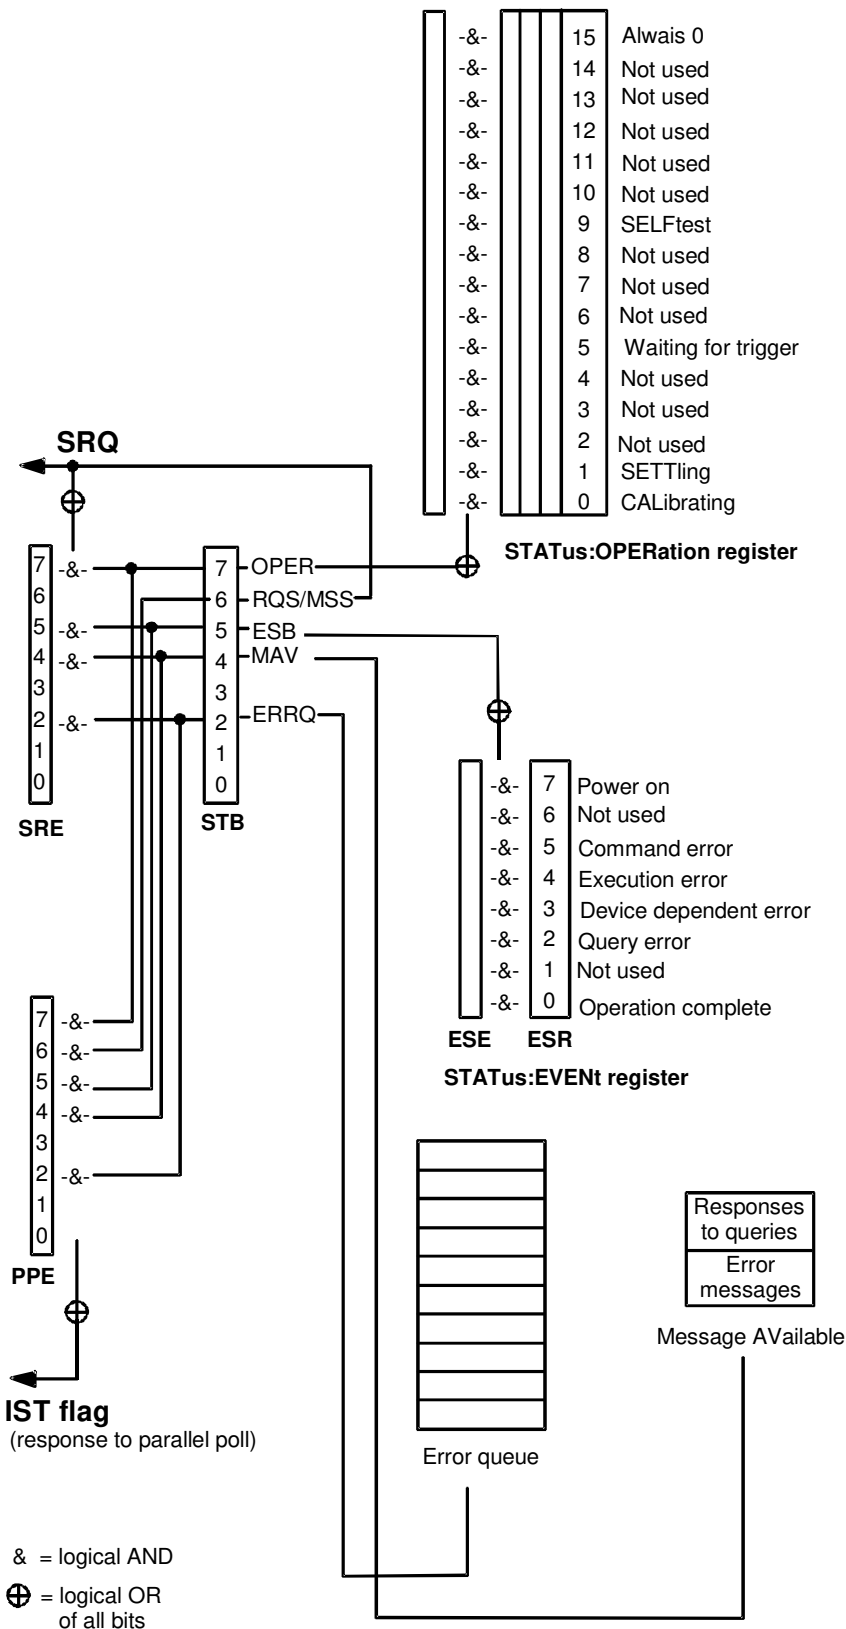 -&- 15 Alwais 0
-&- 14 Not used
-&- 13 Not used
-&- 12 Not used
-&- 11 Not used
-&- 10 Not used
-&- 9 SELFtest
-&- 8 Not used
-&- 7 Not used
-&- 6 Not used
-&- 5 Waiting for trigger
-&- 4 Not used
-&- 3 Not used
-&- 2 Not used
-&- 1 SETTling
-&- 0 CALibrating
STATus:OPERation register
SRQ
7 -&- 7 OPER
6 6 RQS/MSS
5 -&- 5 ESB
4 -&- 4 MAV
3 3
2 -&- 2 ERRQ
1 1
0 0
SRE STB
-&- 7 Power on
-&- 6 Not used
-&- 5 Command error
-&- 4 Execution error
-&- 3 Device dependent error
-&- 2 Query error
-&- 1 Not used
-&- 0 Operation complete
ESE ESR
STATus:EVENt register
7 -&-
6 -&-
5 -&-
4 -&-
3
2 -&-
1
0
PPE
IST flag
(response to parallel poll)
Error queue
Responses
to queries
Error
messages
Message AVailable
& = logical AND
⊕ = logical OR
of all bits